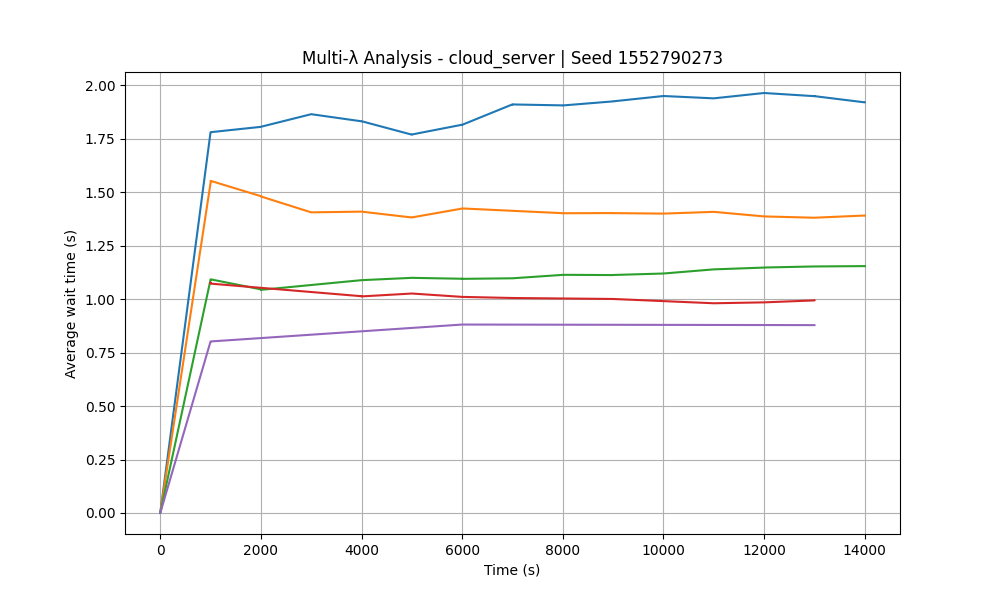 Multi-λ Analysis - cloud_server | Seed 1552790273
2.00
1.75
1.50
1.25
1.00
0.75
0.50
0.25
0.00
Average wait time (s)
0 2000 4000 6000 8000 10000 12000 14000
Time (s)